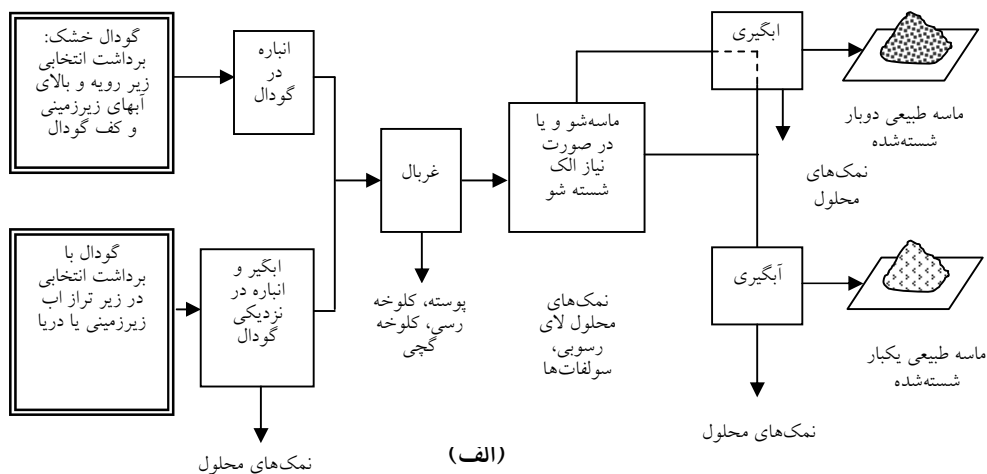 گودال خشک:
برداشت انتخابی
زیر رویه و بالای
آبهای زیرزمینی
و کف گودال
انباره
در
گودال
گودال با
برداشت انتخابی
در زیر تراز اب
زیرزمینی یا دریا
ابگیر و
انباره در
نزدیکی
گودال
نمک‌های محلول
غربال
پوسته، کلوخه
رسی، کلوخه
گچی
ماسه‌شو و یا
در صورت
نیاز الک
شسته شو
نمک‌های
محلول لای
رسوبی،
سولفات‌ها
ابگیری
نمک‌های
محلول
ماسه طبیعی دوبار
شسته‌شده
آبگیری
نمک‌های محلول
ماسه طبیعی یکبار
شسته‌شده
(الف)